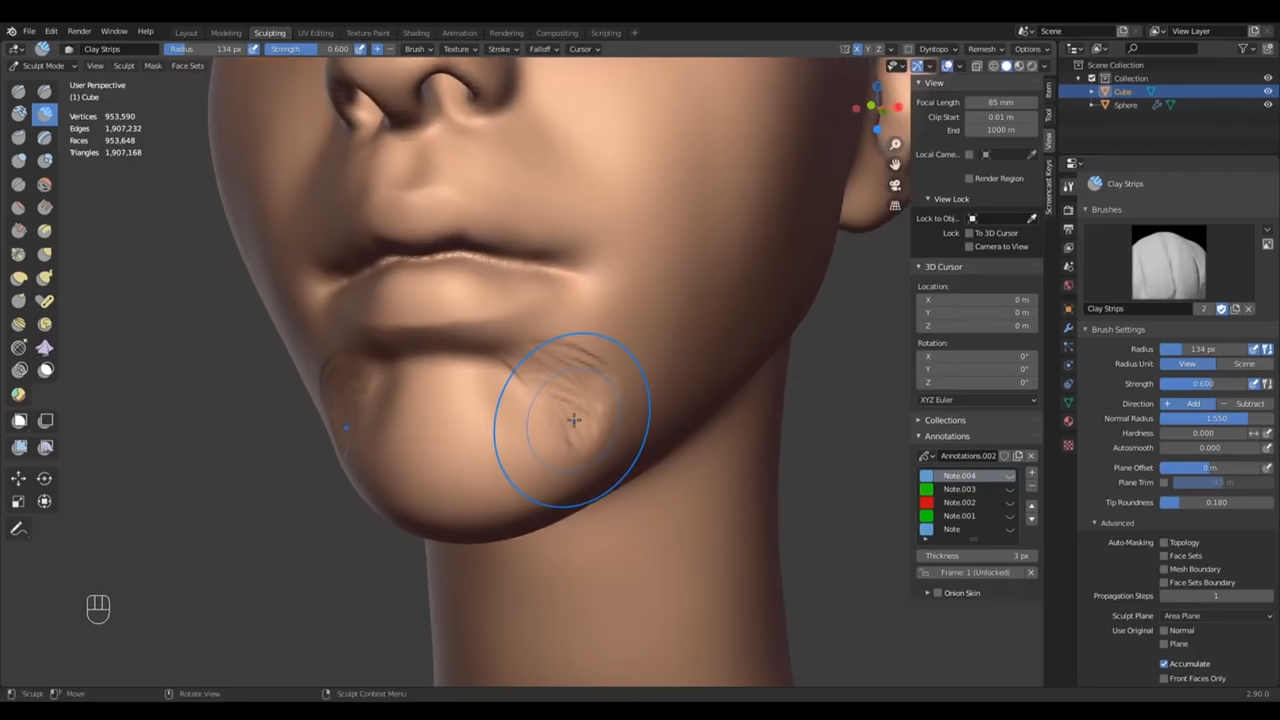 File Edit Render Window Help Layout Modeling Sculpting UV Editing Texture Paint Shading Animation Rendering Compositing Scripting + Scene View Layer
Clay Strips Radius 134 px Strength 0.600 Brush Texture Stroke Falloff Cursor X Y Z Dyntopo Remesh Options
Sculpt Mode View Sculpt Mask Face Sets
User Perspective
(1) Cube
Vertices 953,590
Edges 1,907,232
Faces 953,648
Triangles 1,907,168
View
Focal Length 85 mm
Clip Start 0.01 m
End 1000 m
Local Came..
Render Region
View Lock
Lock to Obj..
Lock: To 3D Cursor
Camera to View
3D Cursor
Location:
X 0 m
Y 0 m
Z 0 m
Rotation:
X 0°
Y 0°
Z 0°
XYZ Euler
Collections
Annotations
Annotations.002
Note.004
Note.003
Note.002
Note.001
Note
Thickness 3 px
Frame: 1 (Unlocked)
Onion Skin
Item
Tool
View
Screencast Keys
Scene Collection
Collection
Cube
Sphere
Clay Strips
Brushes
Clay Strips 2
Brush Settings
Radius 134 px
Radius Unit View Scene
Strength 0.600
Direction + Add − Subtract
Normal Radius 1.550
Hardness 0.000
Autosmooth 0.000
Plane Offset 0 m
Plane Trim 0.5 m
Tip Roundness 0.180
Advanced
Auto-Masking Topology
Face Sets
Mesh Boundary
Face Sets Boundary
Propagation Steps 1
Sculpt Plane Area Plane
Use Original Normal
Plane
Accumulate
Front Faces Only
Sculpt Move Rotate View Sculpt Context Menu 2.90.0